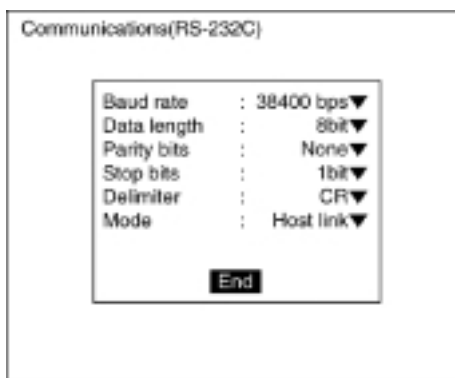 Communications(RS-232C)
Baud rate : 38400 bps▼
Data length : 8bit▼
Parity bits : None▼
Stop bits : 1bit▼
Delimiter : CR▼
Mode : Host link▼
End